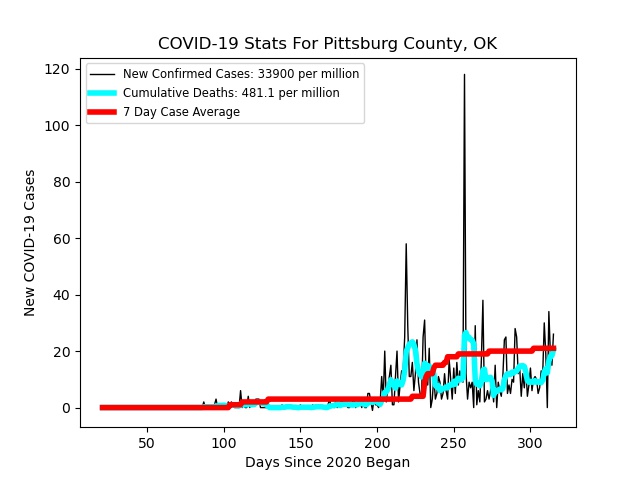 COVID-19 Stats For Pittsburg County, OK
New Confirmed Cases: 33900 per million
Cumulative Deaths: 481.1 per million
7 Day Case Average
New COVID-19 Cases
120
100
80
60
40
20
0
50 100 150 200 250 300
Days Since 2020 Began